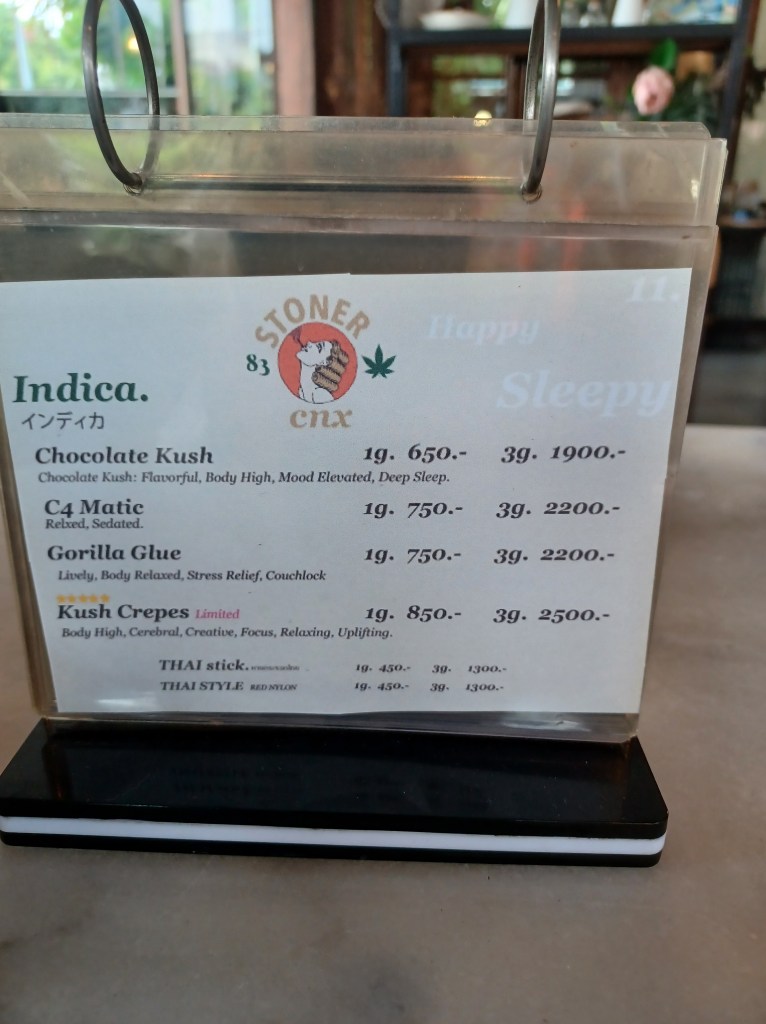 11.
STONER
Happy
83
Sleepy
Indica.
cnx
インディカ
Chocolate Kush 1g. 650.- 3g. 1900.-
Chocolate Kush: Flavorful, Body High, Mood Elevated, Deep Sleep.
C4 Matic 1g. 750.- 3g. 2200.-
Relxed, Sedated.
Gorilla Glue 1g. 750.- 3g. 2200.-
Lively, Body Relaxed, Stress Relief, Couchlock
Kush Crepes Limited 1g. 850.- 3g. 2500.-
Body High, Cerebral, Creative, Focus, Relaxing, Uplifting.
THAI stick. 1g. 450.- 3g. 1300.-
THAI STYLE RED NYLON 1g. 450.- 3g. 1300.-